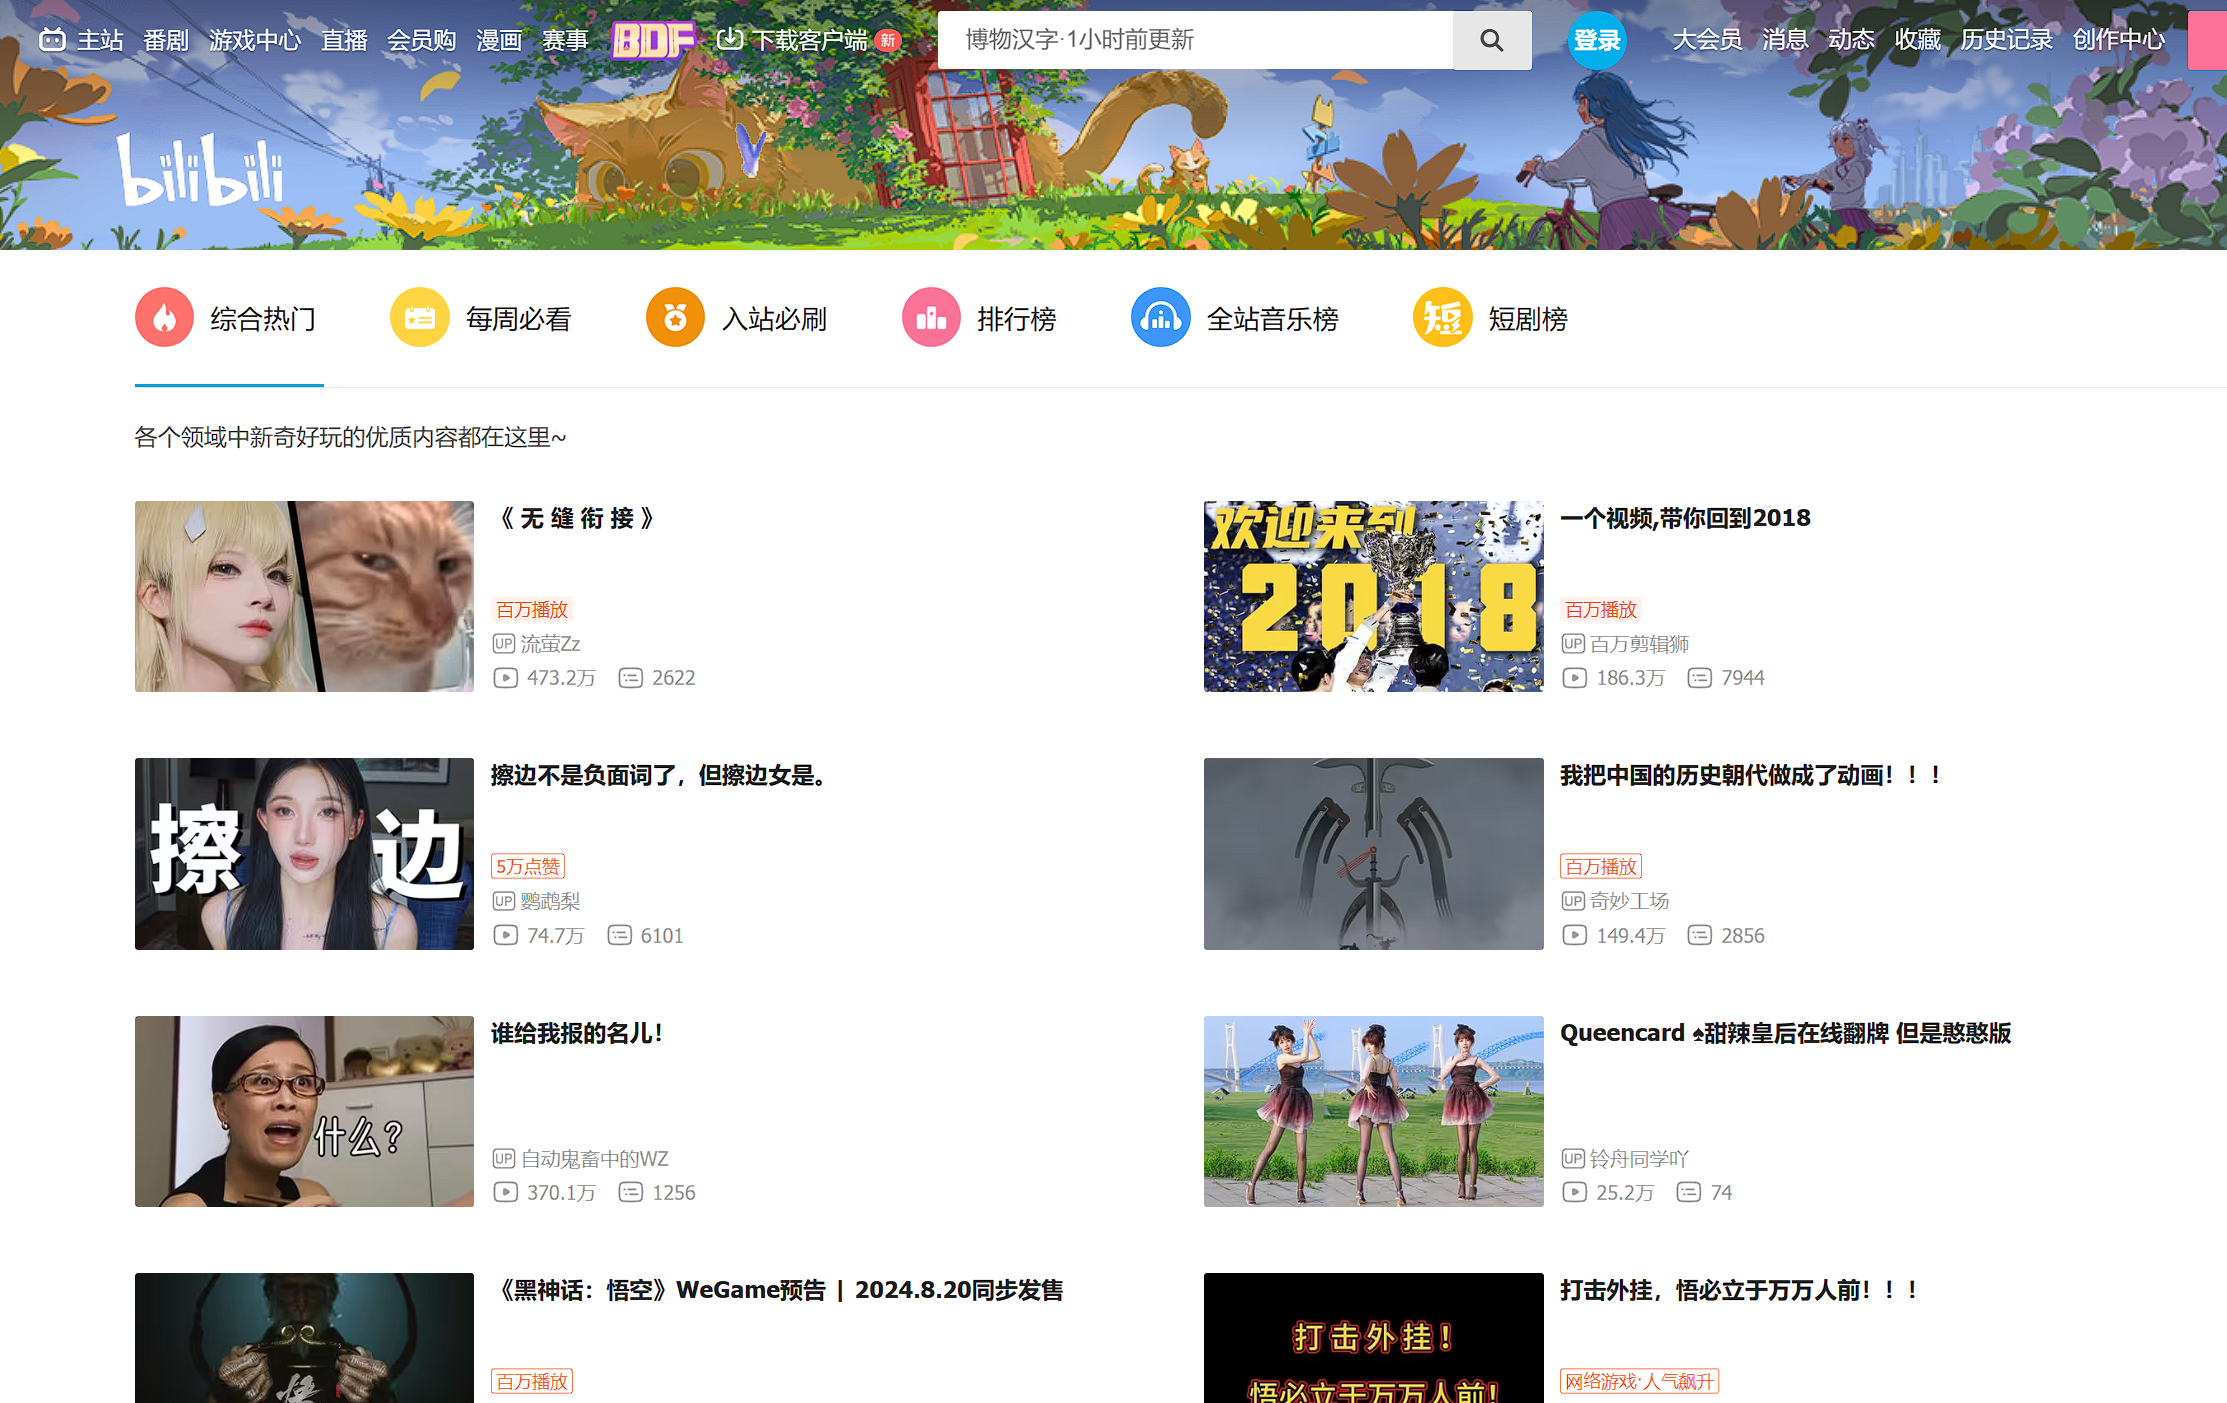 主站 番剧 游戏中心 直播 会员购 漫画 赛事 BDF 下载客户端 新 博物汉字·1小时前更新 登录 大会员 消息 动态 收藏 历史记录 创作中心
bilibili
综合热门 每周必看 入站必刷 排行榜 全站音乐榜 短 短剧榜
各个领域中新奇好玩的优质内容都在这里~
《 无 缝 衔 接 》
百万播放
UP 流萤Zz
473.2万 2622
欢迎来到
2018
一个视频,带你回到2018
百万播放
UP 百万剪辑狮
186.3万 7944
擦边
擦边不是负面词了，但擦边女是。
5万点赞
UP 鹦鹉梨
74.7万 6101
我把中国的历史朝代做成了动画！！！
百万播放
UP 奇妙工场
149.4万 2856
什么？
谁给我报的名儿！
UP 自动鬼畜中的WZ
370.1万 1256
Queencard ♠甜辣皇后在线翻牌 但是憨憨版
UP 铃舟同学吖
25.2万 74
悟
《黑神话：悟空》WeGame预告 | 2024.8.20同步发售
百万播放
打击外挂！
悟必立于万万人前！
打击外挂，悟必立于万万人前！！！
网络游戏·人气飙升